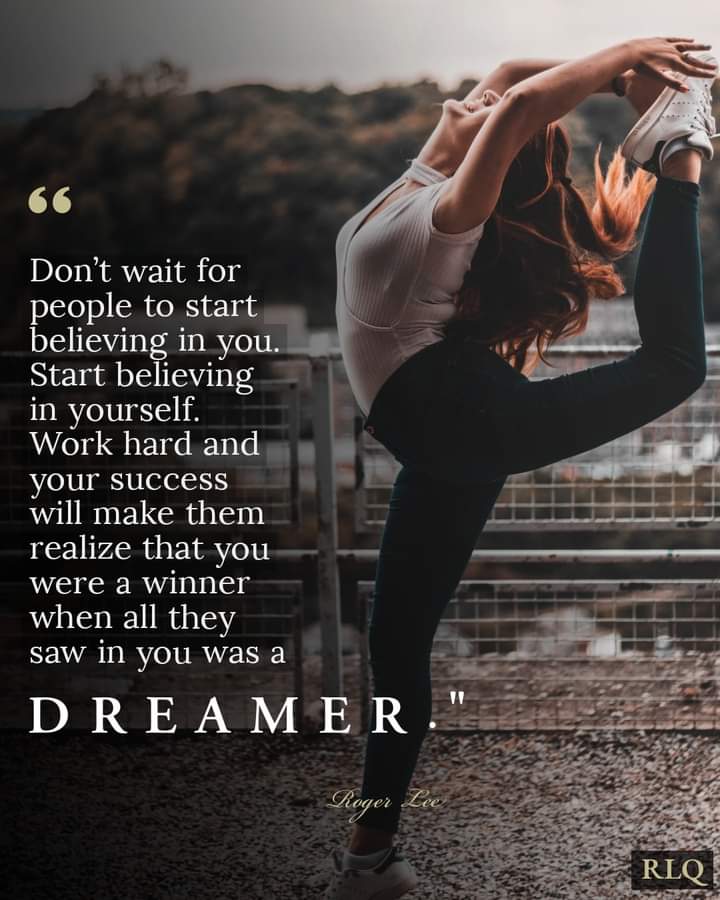 “
Don’t wait for
people to start
believing in you.
Start believing
in yourself.
Work hard and
your success
will make them
realize that you
were a winner
when all they
saw in you was a
DREAMER."
Roger Lee
RLQ